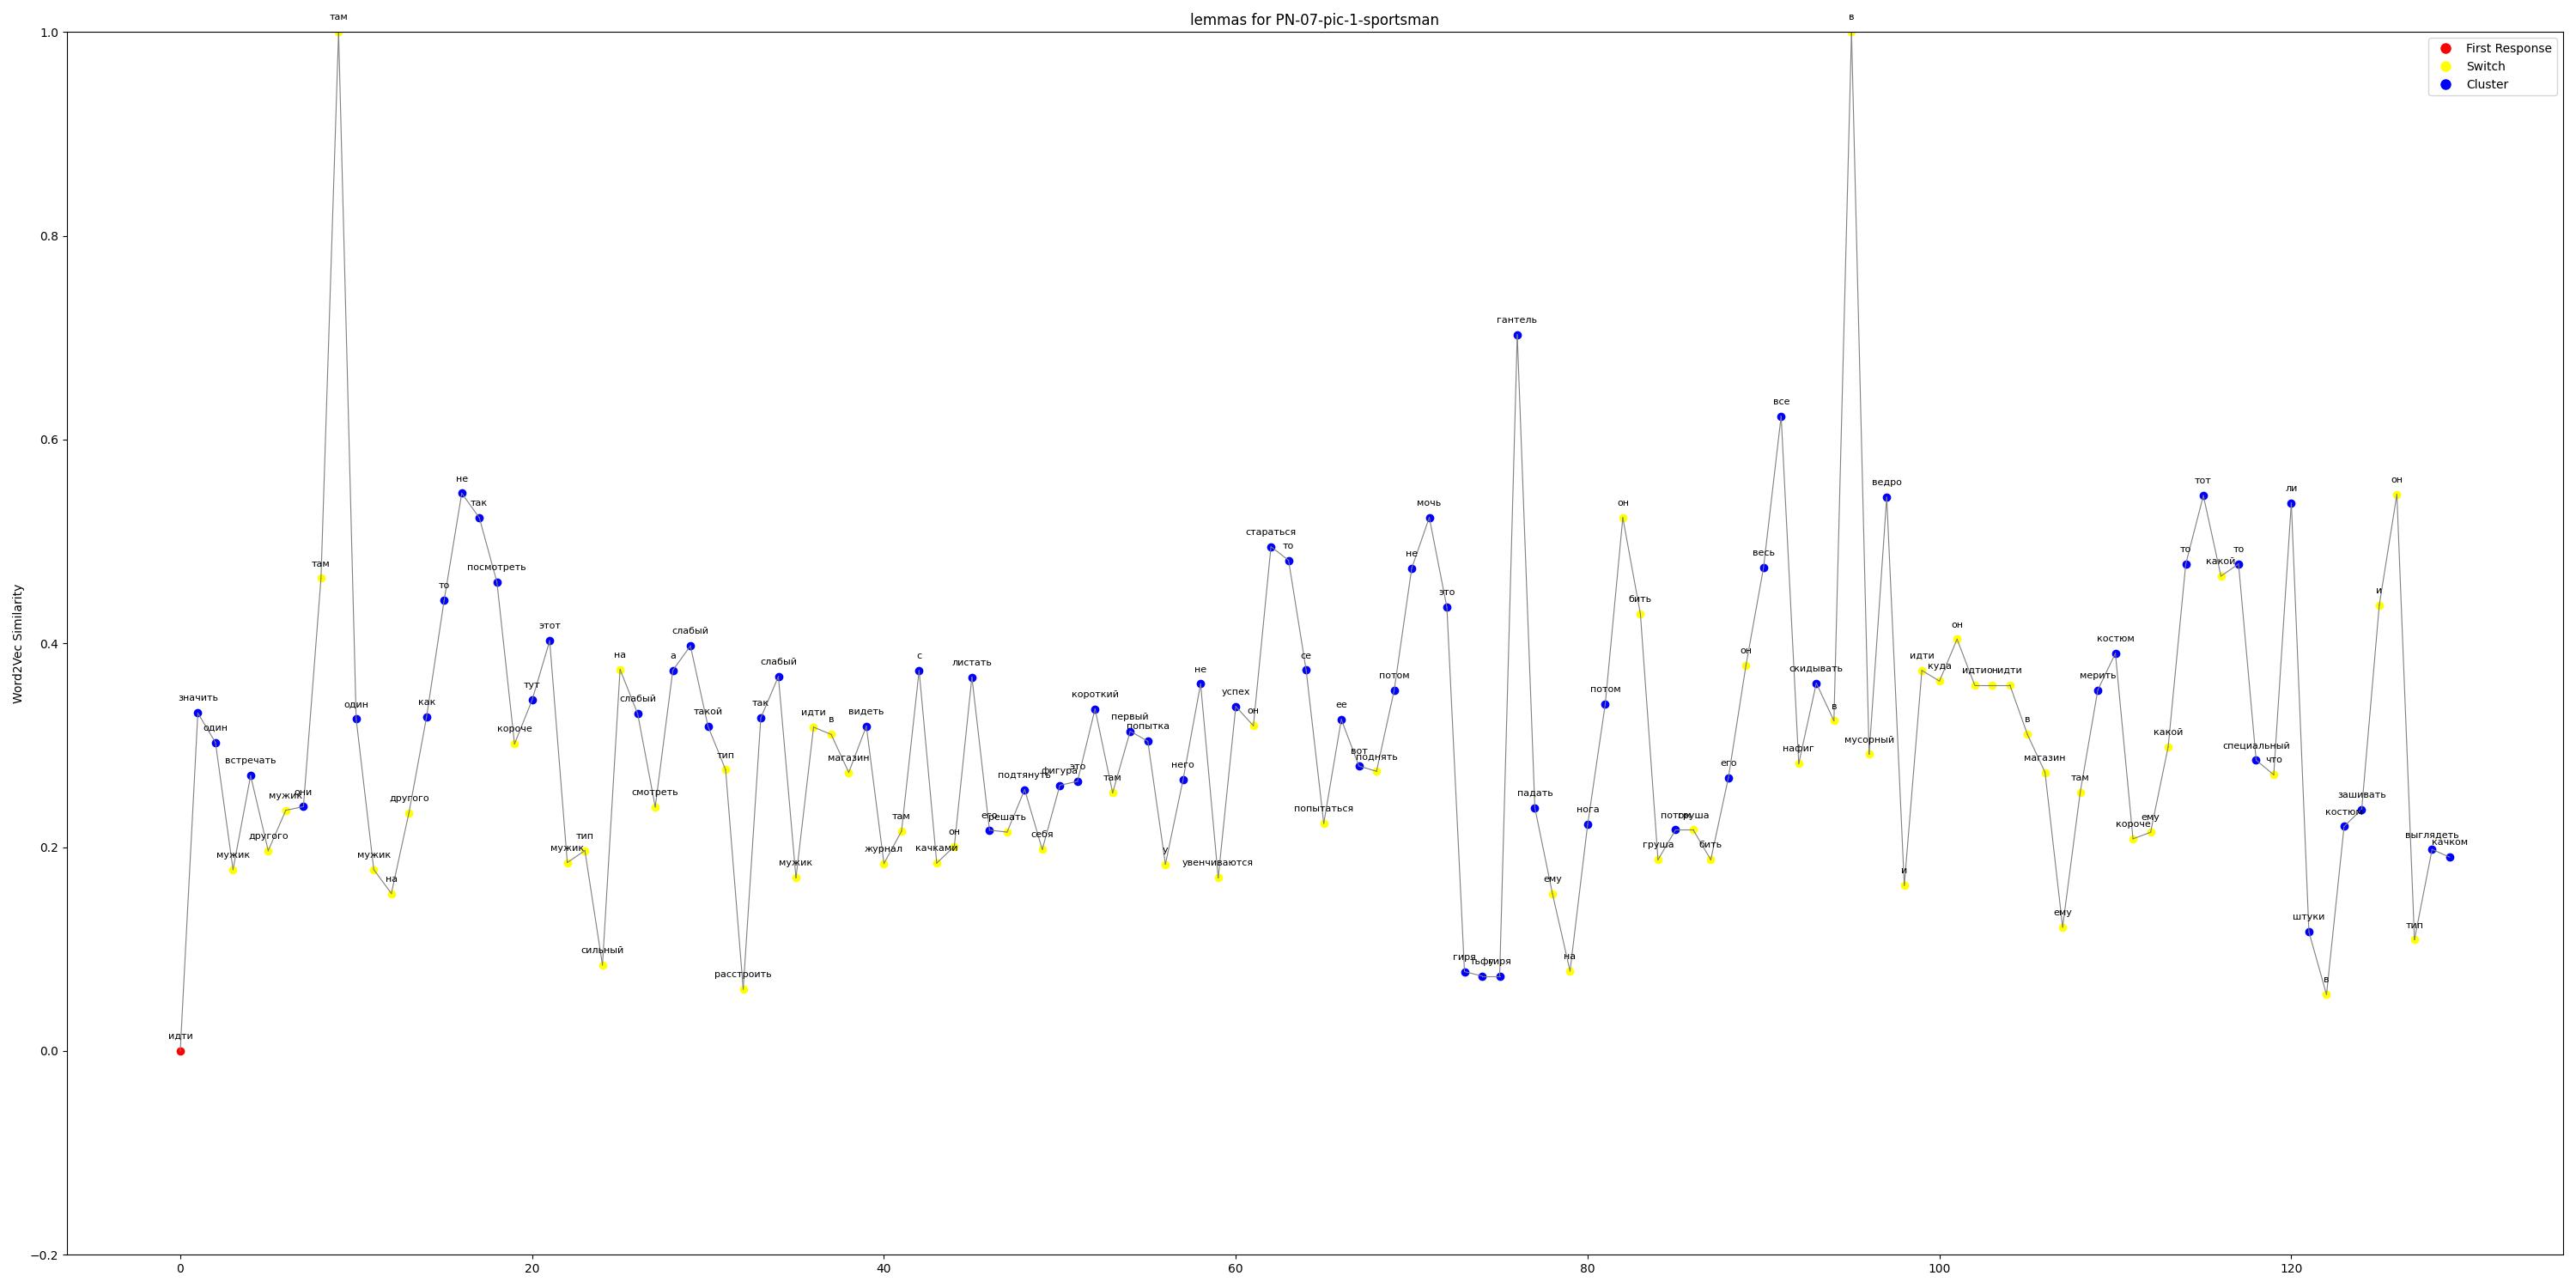 lemmas for PN-07-pic-1-sportsman
First Response
Switch
Cluster
Word2Vec Similarity
1.0
0.8
0.6
0.4
0.2
0.0
−0.2
0
20
40
60
80
100
120
идти
значить
один
мужик
встречать
другого
мужик
они
там
там
один
мужик
на
другого
как
то
не
так
посмотреть
короче
тут
этот
мужик
тип
сильный
на
слабый
смотреть
а
слабый
такой
тип
расстроить
так
слабый
мужик
идти
в
магазин
видеть
журнал
там
с
качками
он
листать
его
решать
подтянуть
себя
фигура
это
короткий
там
первый
попытка
у
него
не
увенчиваются
успех
он
стараться
то
се
попытаться
ее
вот
поднять
потом
не
мочь
это
гиря
тьфу
гиря
гантель
падать
ему
на
нога
потом
он
бить
груша
потом
груша
бить
его
он
весь
все
нафиг
скидывать
в
в
мусорный
ведро
и
идти
куда
он
идти
он
идти
в
магазин
ему
там
мерить
костюм
короче
ему
какой
то
тот
какой
то
специальный
что
ли
штуки
в
костюм
зашивать
и
он
тип
выглядеть
качком